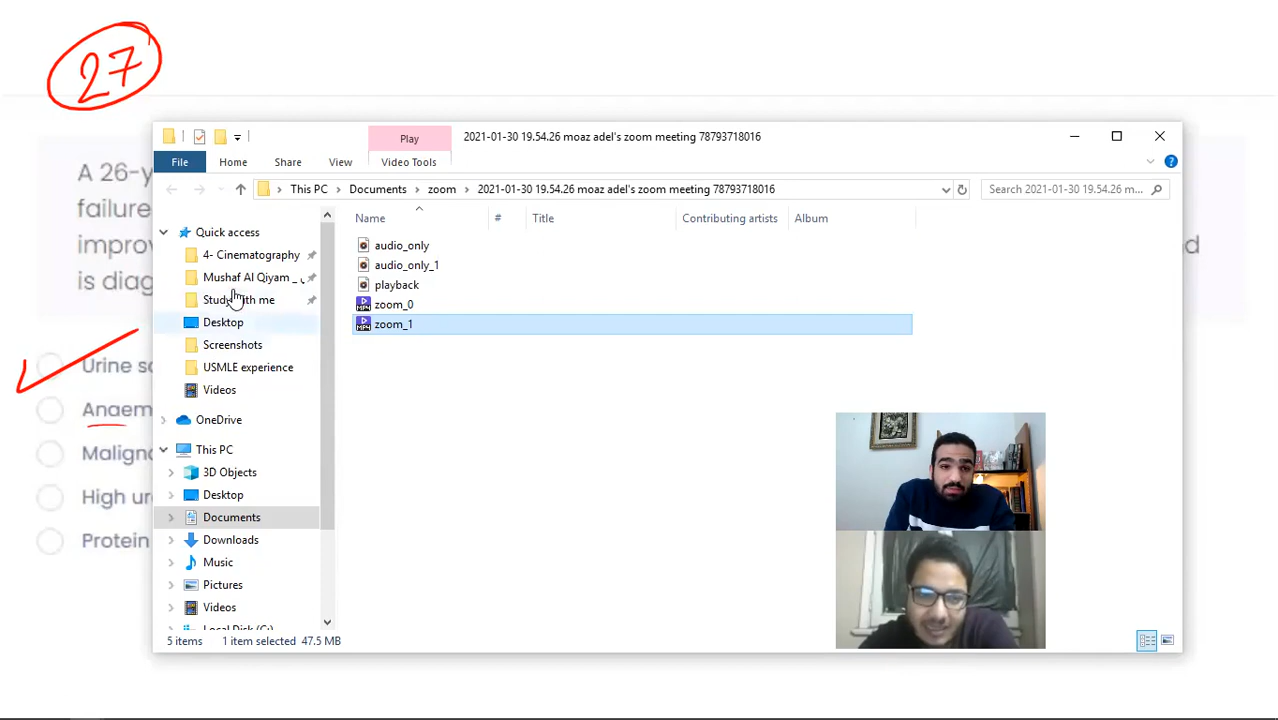 27
A 26-y
failure
improv
is diag
d
Urine s
Anaem
Maligno
High ur
Protein
Play
2021-01-30 19.54.26 moaz adel's zoom meeting 78793718016
File
Home
Share
View
Video Tools
This PC
Documents
zoom
2021-01-30 19.54.26 moaz adel's zoom meeting 78793718016
Search 2021-01-30 19.54.26 m...
Name
#
Title
Contributing artists
Album
Quick access
4- Cinematography
Mushaf Al Qiyam _
Study with me
Desktop
Screenshots
USMLE experience
Videos
OneDrive
This PC
3D Objects
Desktop
Documents
Downloads
Music
Pictures
Videos
Local Disk (C:)
audio_only
audio_only_1
playback
zoom_0
zoom_1
5 items
1 item selected 47.5 MB